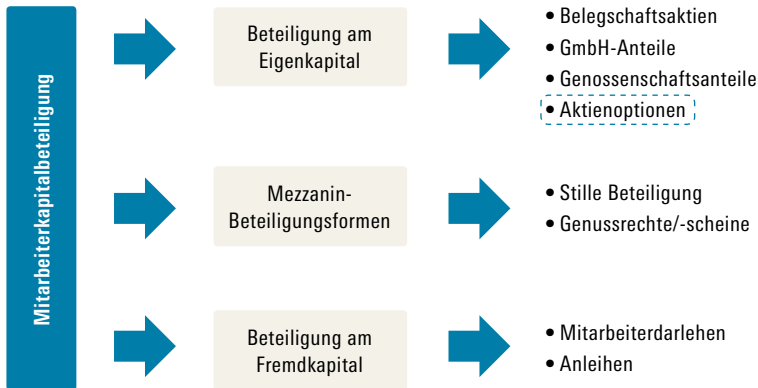 Mitarbeiterkapitalbeteiligung
Beteiligung am
Eigenkapital
• Belegschaftsaktien
• GmbH-Anteile
• Genossenschaftsanteile
• Aktienoptionen
Mezzanin-
Beteiligungsformen
• Stille Beteiligung
• Genussrechte/-scheine
Beteiligung am
Fremdkapital
• Mitarbeiterdarlehen
• Anleihen